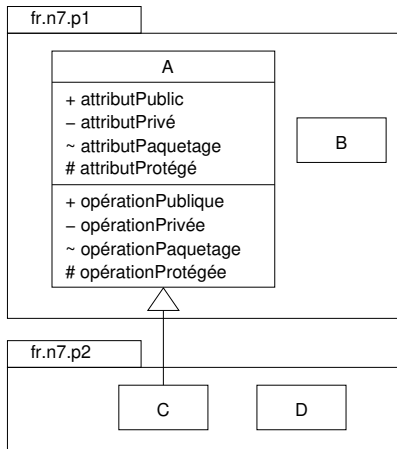 fr.n7.p1
A
+ attributPublic
− attributPrivé
~ attributPaquetage
# attributProtégé
B
+ opérationPublique
− opérationPrivée
~ opérationPaquetage
# opérationProtégée
fr.n7.p2
C
D